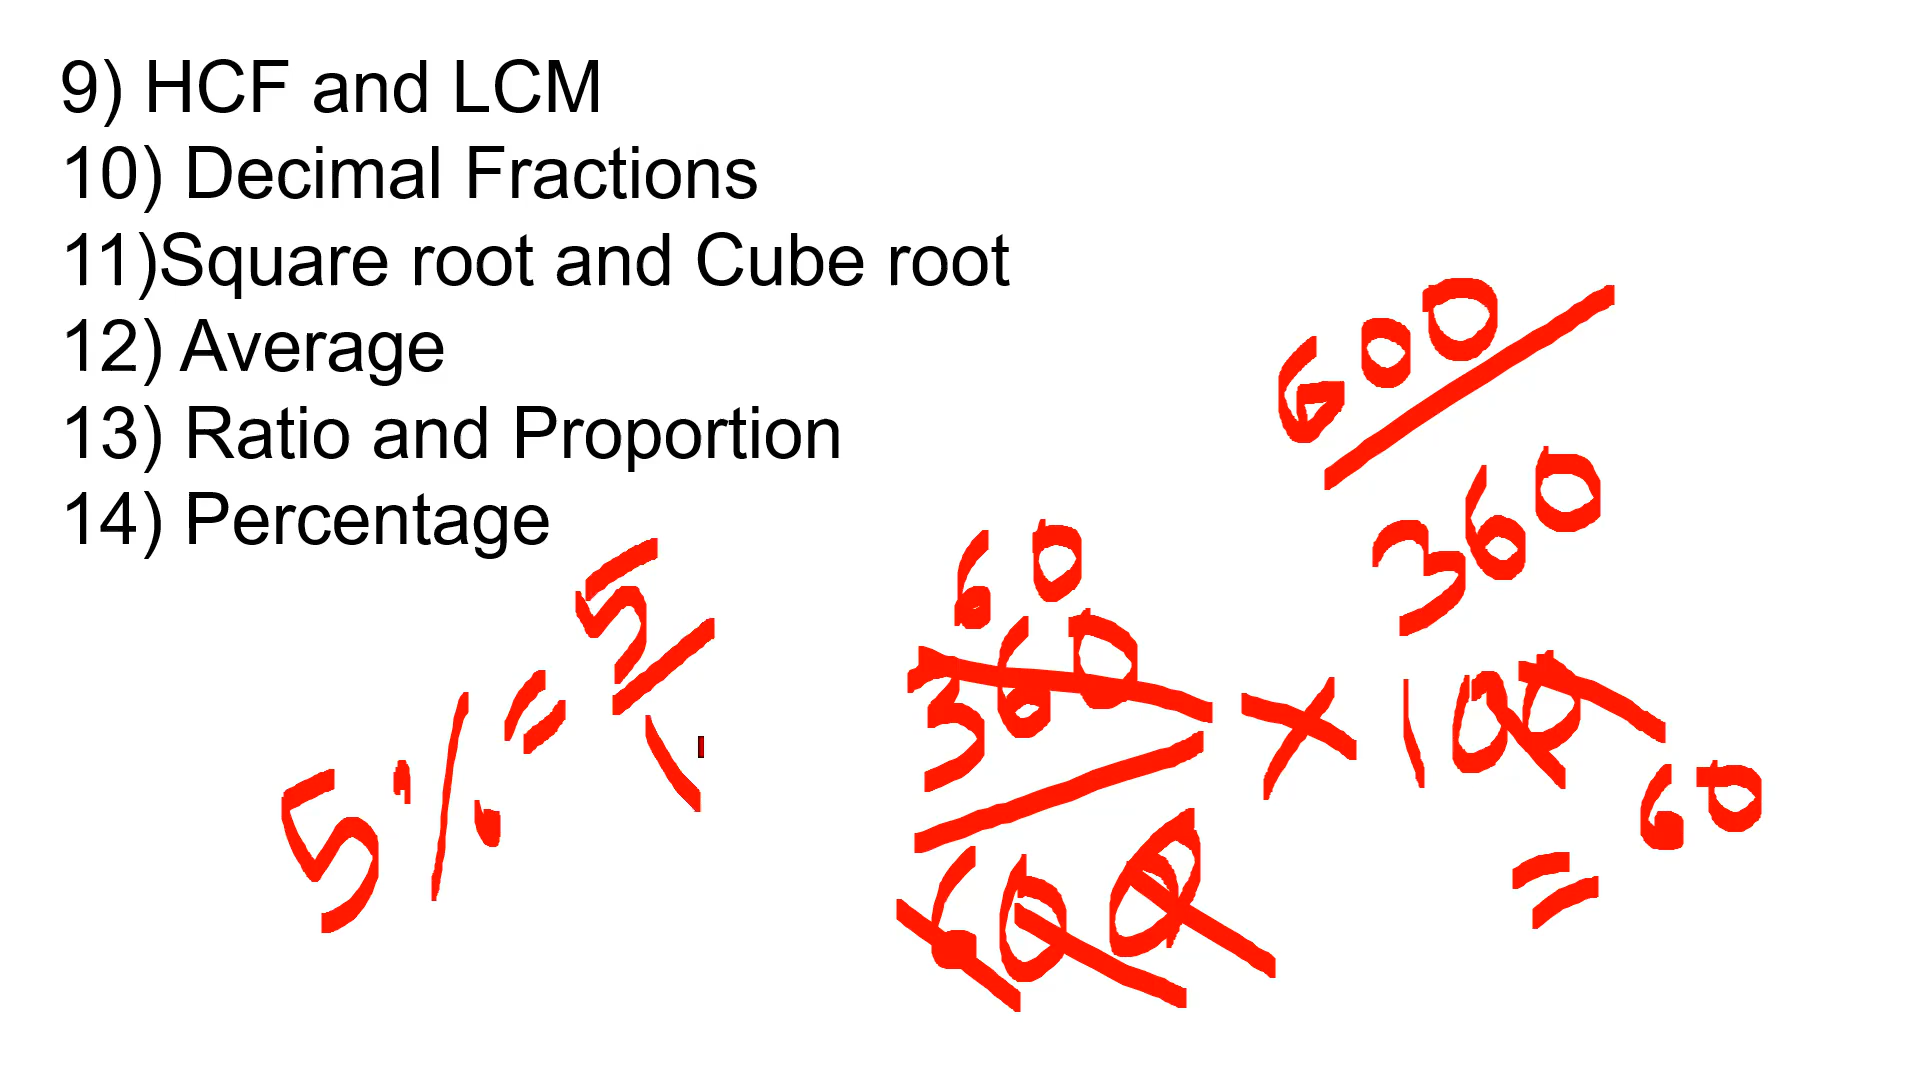 9) HCF and LCM
10) Decimal Fractions
11)Square root and Cube root
12) Average
13) Ratio and Proportion
14) Percentage
600
360
60
360 × 100
600
= 60
5% = 5
1